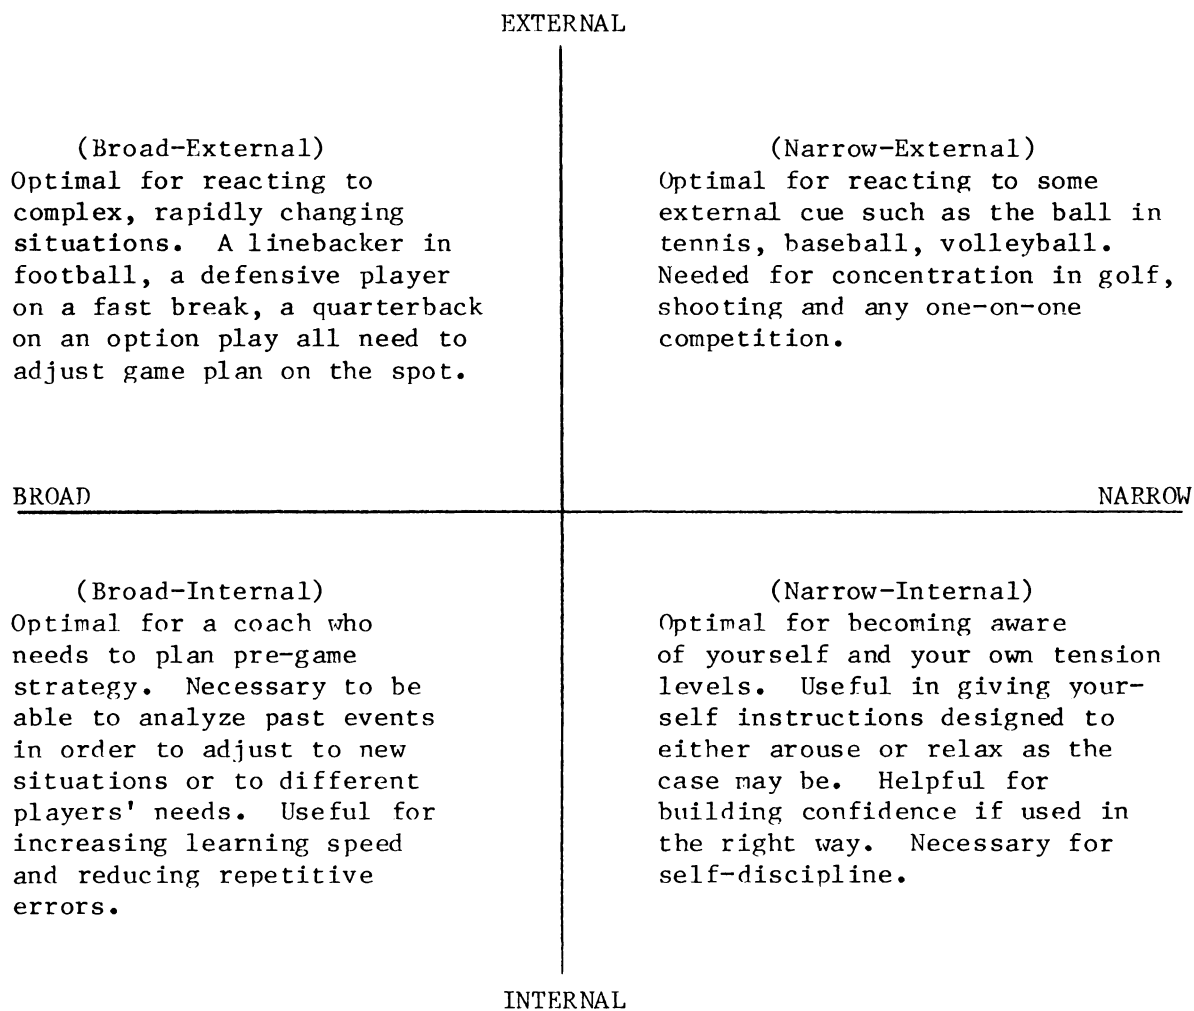 EXTERNAL
(Broad-External)
Optimal for reacting to
complex, rapidly changing
situations. A linebacker in
football, a defensive player
on a fast break, a quarterback
on an option play all need to
adjust game plan on the spot.
(Narrow-External)
Optimal for reacting to some
external cue such as the ball in
tennis, baseball, volleyball.
Needed for concentration in golf,
shooting and any one-on-one
competition.
BROAD
NARROW
(Broad-Internal)
Optimal for a coach who
needs to plan pre-game
strategy. Necessary to be
able to analyze past events
in order to adjust to new
situations or to different
players' needs. Useful for
increasing learning speed
and reducing repetitive
errors.
(Narrow-Internal)
Optimal for becoming aware
of yourself and your own tension
levels. Useful in giving your-
self instructions designed to
either arouse or relax as the
case may be. Helpful for
building confidence if used in
the right way. Necessary for
self-discipline.
INTERNAL